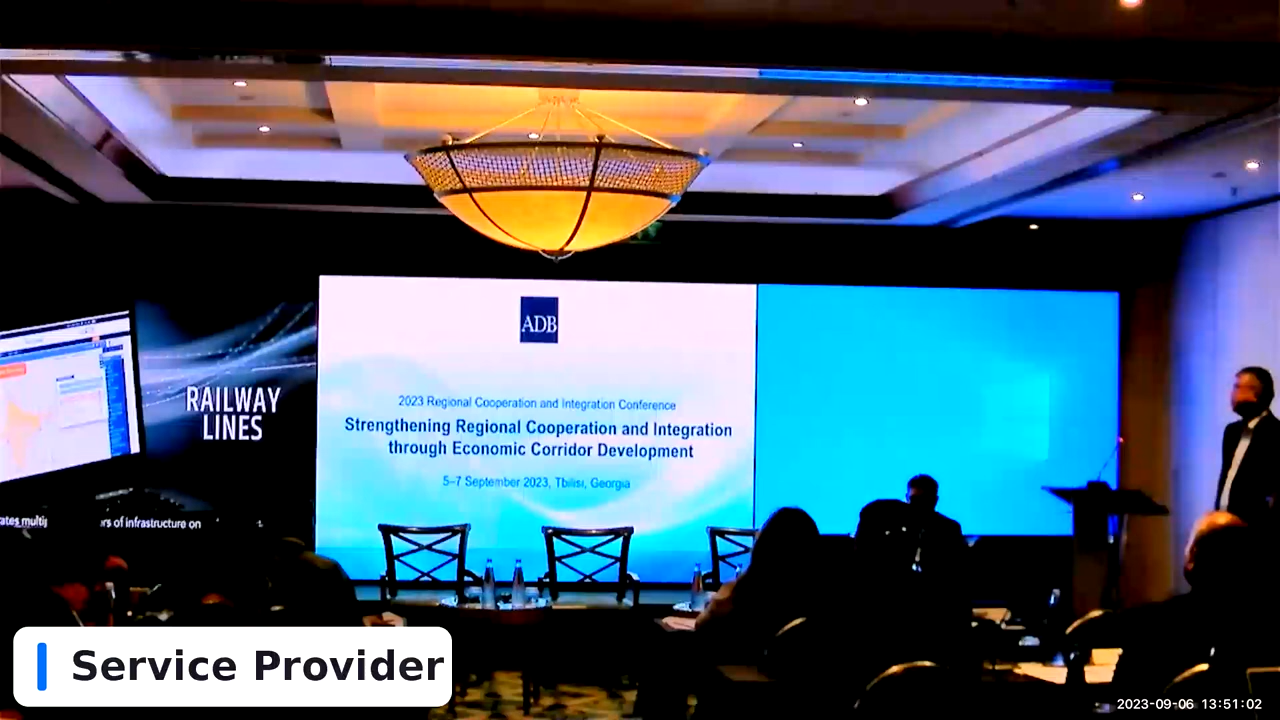 RAILWAY
LINES
ADB
2023 Regional Cooperation and Integration Conference
Strengthening Regional Cooperation and Integration
through Economic Corridor Development
5–7 September 2023, Tbilisi, Georgia
rs of infrastructure on
Service Provider
2023-09-06 13:51:02